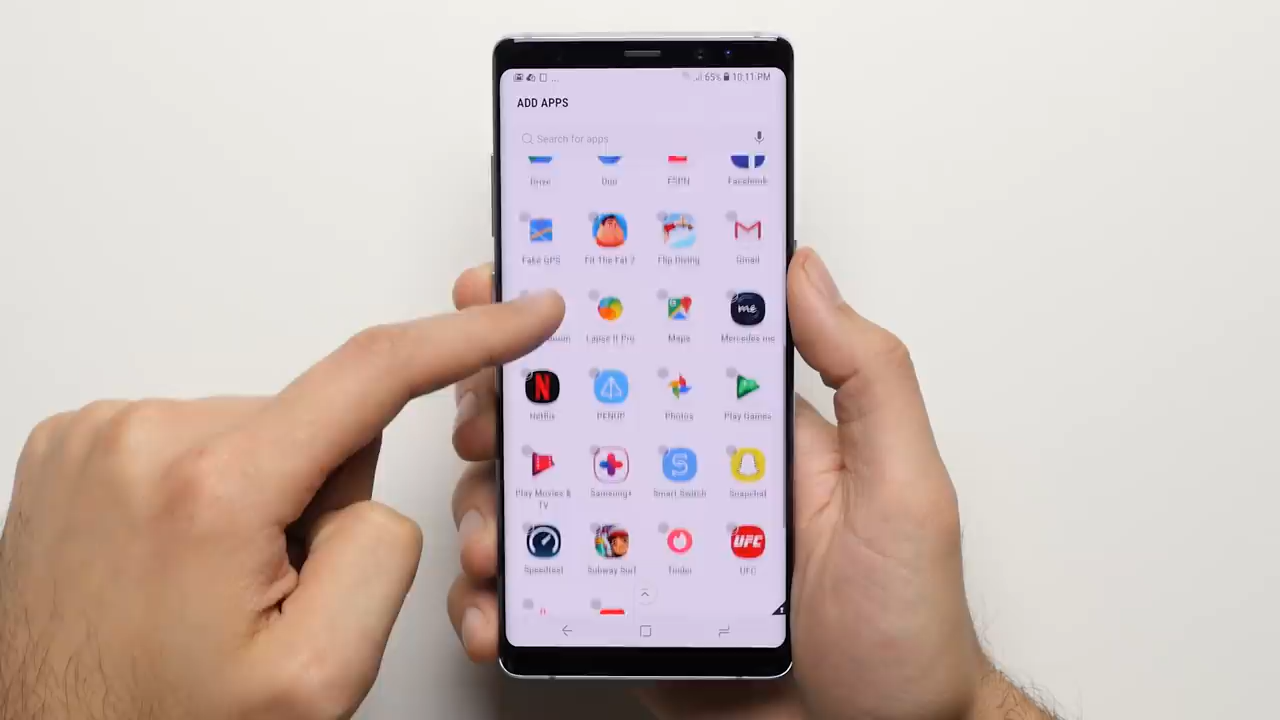 65% 10:11 PM
ADD APPS
Search for apps
Drive Duo ESPN Facebook
Fake GPS Fit The Fat 2 Flip Diving Gmail
Lapse It Pro Maps Mercedes me
me
N
Netflix PENUP Photos Play Games
S
Play Movies & Samsung+ Smart Switch Snapchat
TV
UFC
Speedtest Subway Surf Tinder UFC